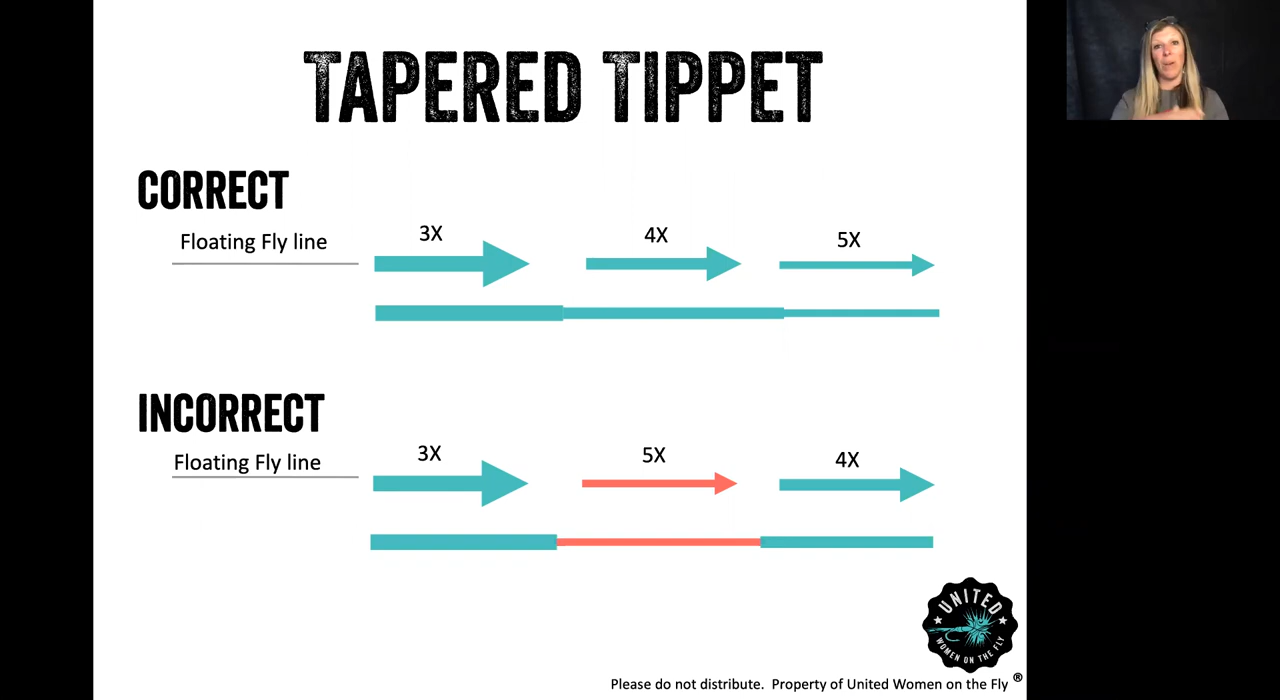 TAPERED TIPPET
CORRECT
Floating Fly line
3X
4X
5X
INCORRECT
Floating Fly line
3X
5X
4X
UNITED
WOMEN ON THE FLY
Please do not distribute. Property of United Women on the Fly ®